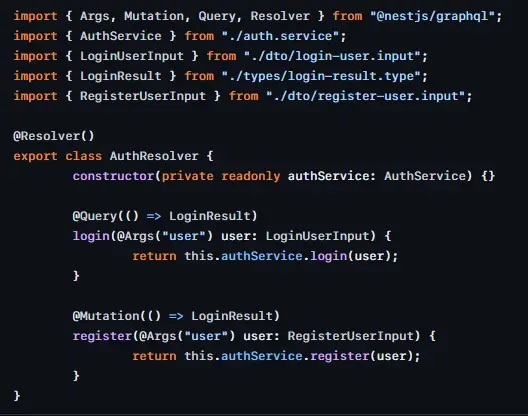 import { Args, Mutation, Query, Resolver } from "@nestjs/graphql";
import { AuthService } from "./auth.service";
import { LoginUserInput } from "./dto/login-user.input";
import { LoginResult } from "./types/login-result.type";
import { RegisterUserInput } from "./dto/register-user.input";

@Resolver()
export class AuthResolver {
        constructor(private readonly authService: AuthService) {}

        @Query(() => LoginResult)
        login(@Args("user") user: LoginUserInput) {
                return this.authService.login(user);
        }

        @Mutation(() => LoginResult)
        register(@Args("user") user: RegisterUserInput) {
                return this.authService.register(user);
        }
}